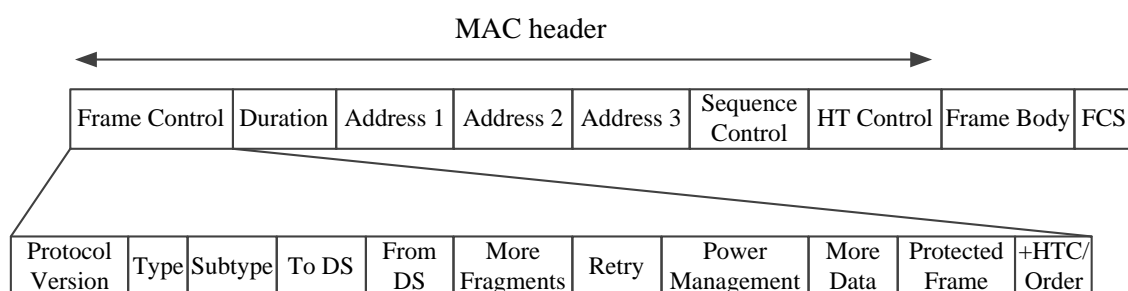 MAC header
Frame Control Duration Address 1 Address 2 Address 3 Sequence Control HT Control Frame Body FCS
Protocol Version Type Subtype To DS From DS More Fragments Retry Power Management More Data Protected Frame +HTC/ Order